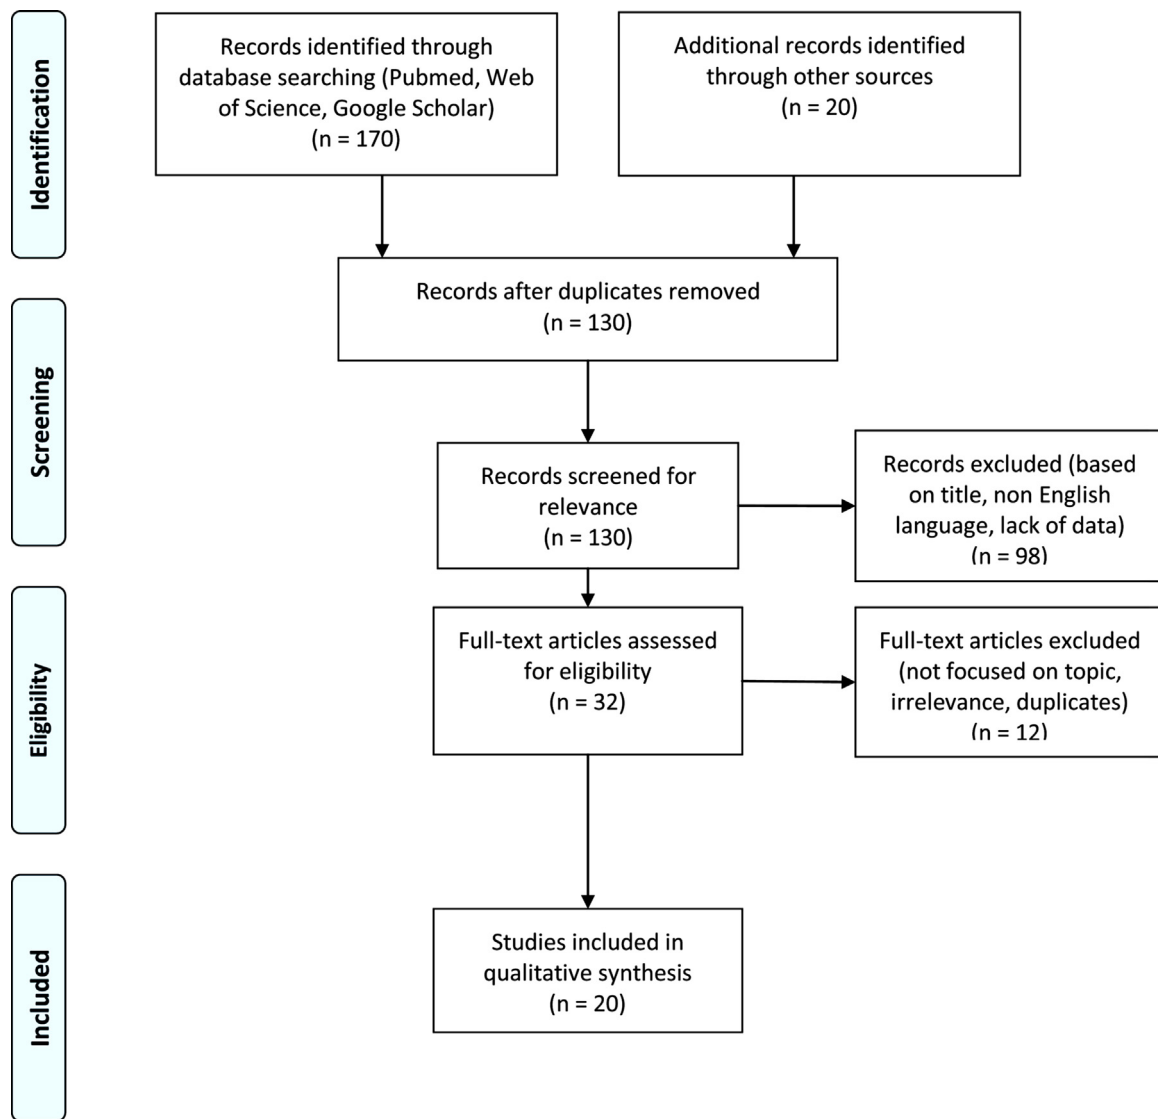 Identification
Records identified through
database searching (Pubmed, Web
of Science, Google Scholar)
(n = 170)
Additional records identified
through other sources
(n = 20)
Records after duplicates removed
(n = 130)
Screening
Records screened for
relevance
(n = 130)
Records excluded (based
on title, non English
language, lack of data)
(n = 98)
Eligibility
Full-text articles assessed
for eligibility
(n = 32)
Full-text articles excluded
(not focused on topic,
irrelevance, duplicates)
(n = 12)
Included
Studies included in
qualitative synthesis
(n = 20)